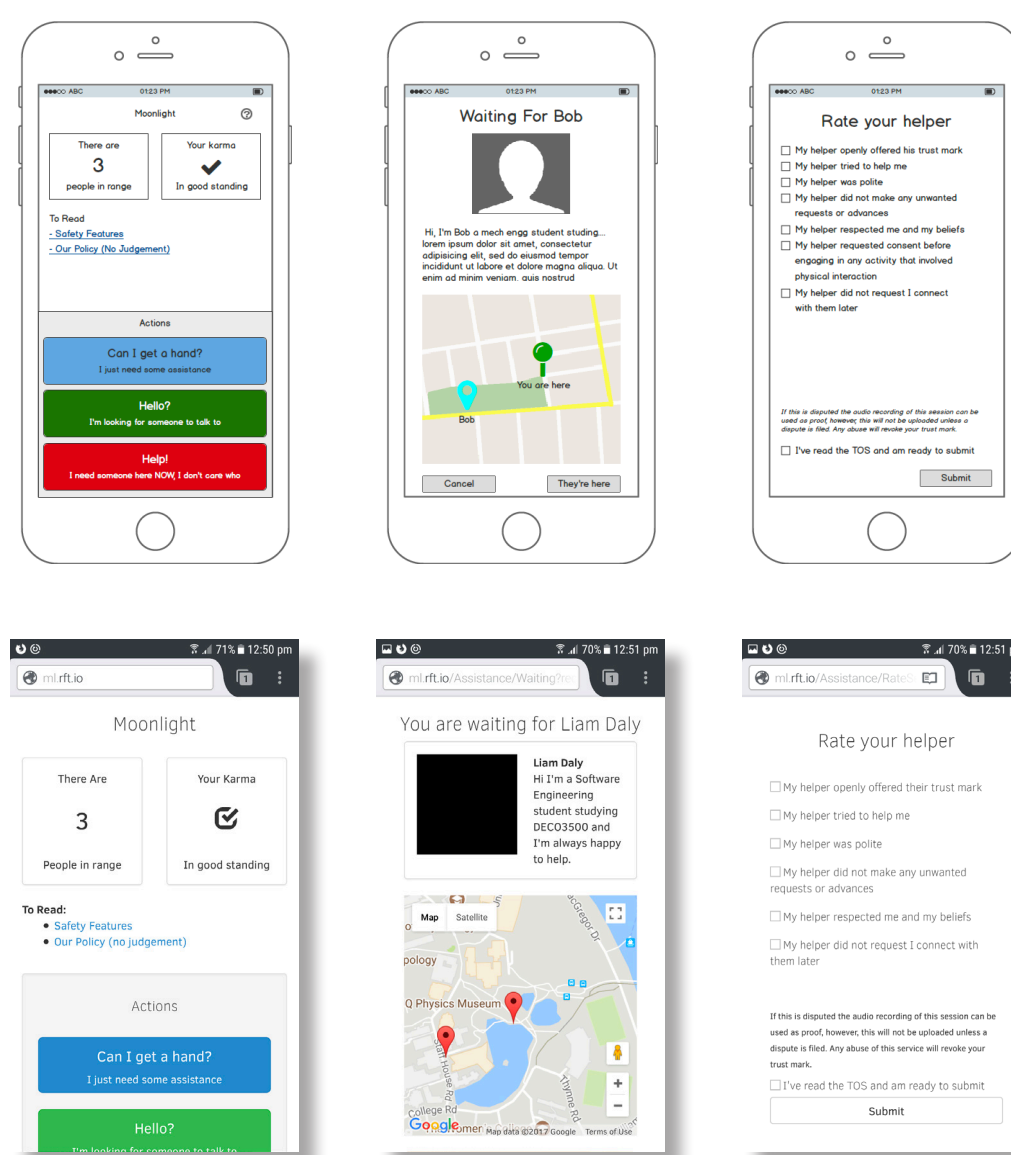 ABC 01:23 PM
Moonlight
?
There are
3
people in range
Your karma
In good standing
To Read
- Safety Features
- Our Policy (No Judgement)
Actions
Can I get a hand?
I just need some assistance
Hello?
I'm looking for someone to talk to
Help!
I need someone here NOW, I don't care who
ABC 01:23 PM
Waiting For Bob
Hi, I'm Bob a mech engg student studing...
lorem ipsum dolor sit amet, consectetur
adipisicing elit, sed do eiusmod tempor
incididunt ut labore et dolore magna aliqua. Ut
enim ad minim veniam, quis nostrud
You are here
Bob
Cancel
They're here
ABC 01:23 PM
Rate your helper
My helper openly offered his trust mark
My helper tried to help me
My helper was polite
My helper did not make any unwanted
requests or advances
My helper respected me and my beliefs
My helper requested consent before
engaging in any activity that involved
physical interaction
My helper did not request I connect
with them later
If this is disputed the audio recording of this session can be
used as proof, however, this will not be uploaded unless a
dispute is filed. Any abuse will revoke your trust mark.
I've read the TOS and am ready to submit
Submit
71% 12:50 pm
ml.rft.io
1
Moonlight
There Are
3
People in range
Your Karma
In good standing
To Read:
Safety Features
Our Policy (no judgement)
Actions
Can I get a hand?
I just need some assistance
Hello?
I'm looking for someone to talk to
70% 12:51 pm
ml.rft.io/Assistance/Waiting?re
1
You are waiting for Liam Daly
Liam Daly
Hi I'm a Software
Engineering
student studying
DECO3500 and
I'm always happy
to help.
Map Satellite
acGregor Dr
pology
Q Physics Museum
Staff House Rd
Thynne Rd
College Rd
Google
Map data ©2017 Google Terms of Use
70% 12:51
ml.rft.io/Assistance/RateS
1
Rate your helper
My helper openly offered their trust mark
My helper tried to help me
My helper was polite
My helper did not make any unwanted
requests or advances
My helper respected me and my beliefs
My helper did not request I connect with
them later
If this is disputed the audio recording of this session can be
used as proof, however, this will not be uploaded unless a
dispute is filed. Any abuse of this service will revoke your
trust mark.
I've read the TOS and am ready to submit
Submit